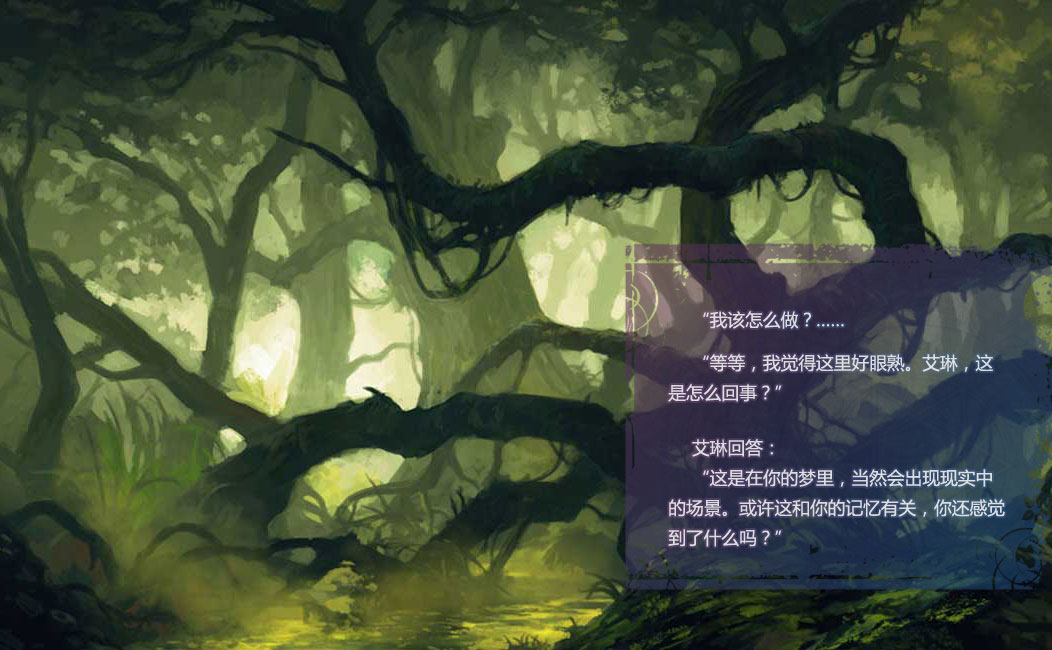 “我该怎么做？……
“等等，我觉得这里好眼熟。艾琳，这
是怎么回事？”
艾琳回答：
“这是在你的梦里，当然会出现现实中
的场景。或许这和你的记忆有关，你还感觉
到了什么吗？”